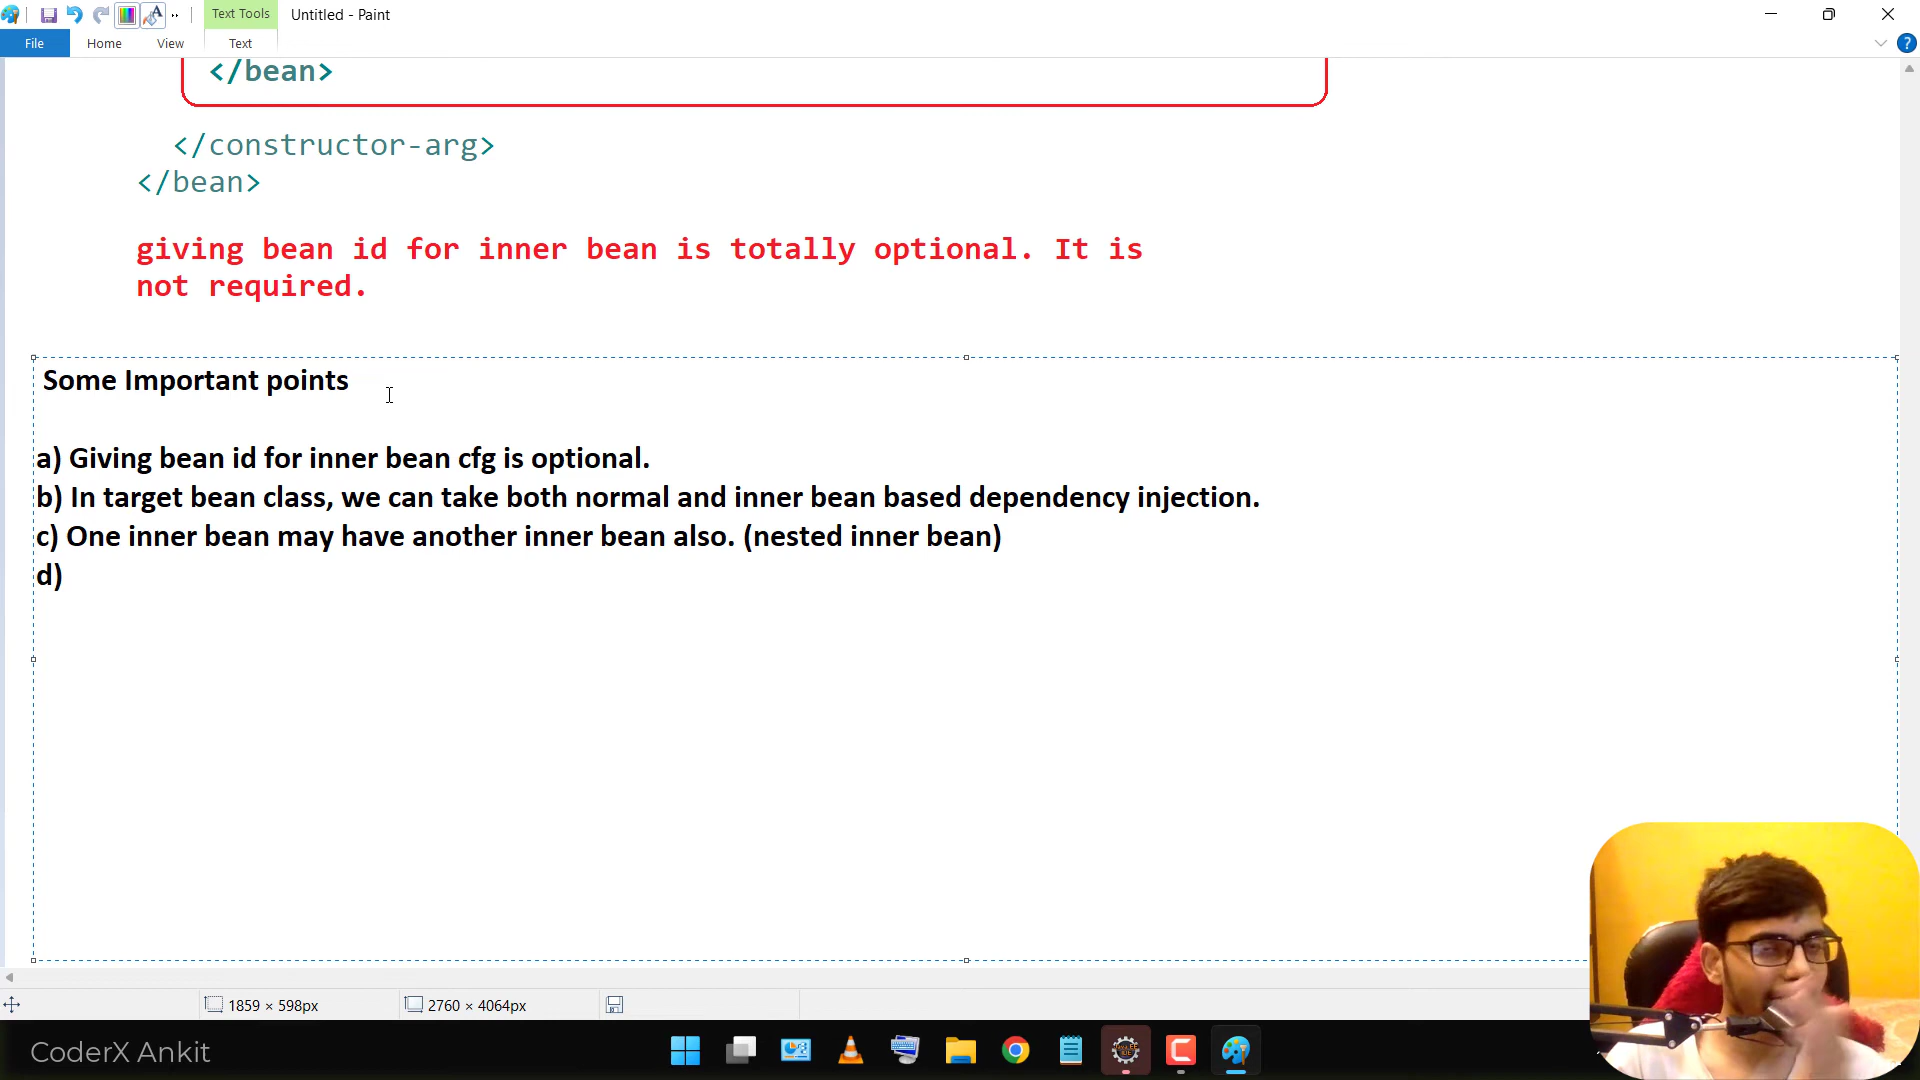 Text Tools
Untitled - Paint
File
Home
View
Text
</bean>
</constructor-arg>
</bean>
giving bean id for inner bean is totally optional. It is
not required.
Some Important points
a) Giving bean id for inner bean cfg is optional.
b) In target bean class, we can take both normal and inner bean based dependency injection.
c) One inner bean may have another inner bean also. (nested inner bean)
d)
1859 × 598px
2760 × 4064px
CoderX Ankit